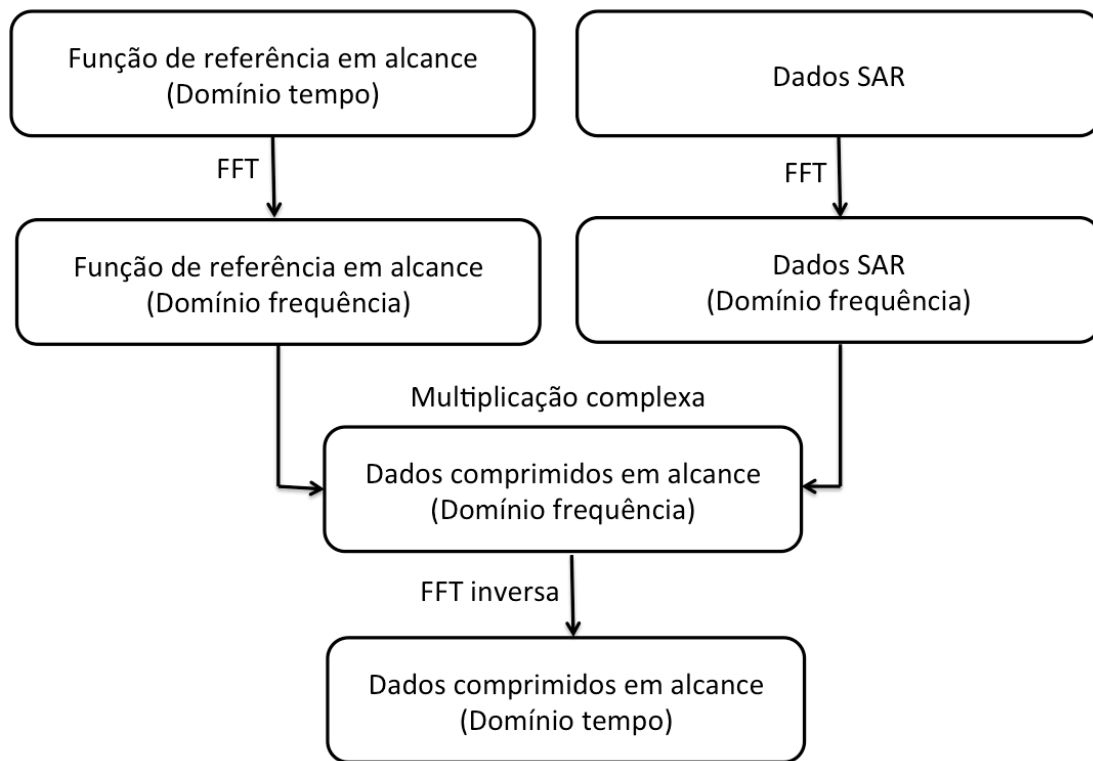 Função de referência em alcance
(Domínio tempo)
Dados SAR
FFT
FFT
Função de referência em alcance
(Domínio frequência)
Dados SAR
(Domínio frequência)
Multiplicação complexa
Dados comprimidos em alcance
(Domínio frequência)
FFT inversa
Dados comprimidos em alcance
(Domínio tempo)